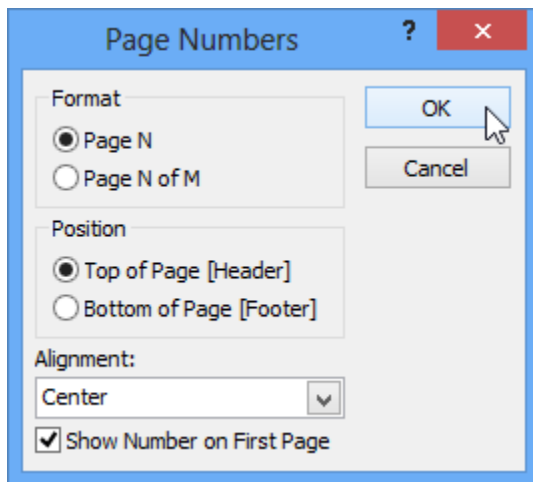 Page Numbers
?
Format
Page N
Page N of M
OK
Cancel
Position
Top of Page [Header]
Bottom of Page [Footer]
Alignment:
Center
Show Number on First Page